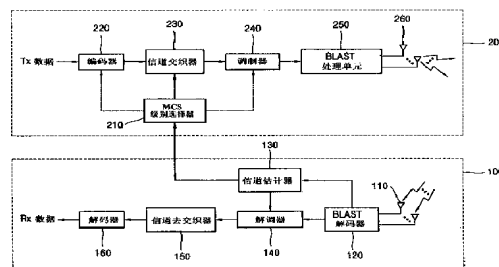 220
230
240
250
260
20
Tx 数据
编码器
信道交织器
调制器
BLAST
处理单元
MCS
级别选择器
210
130
10
信道估计器
110
Rx 数据
解码器
信道去交织器
解调器
BLAST
解码器
160
150
140
120